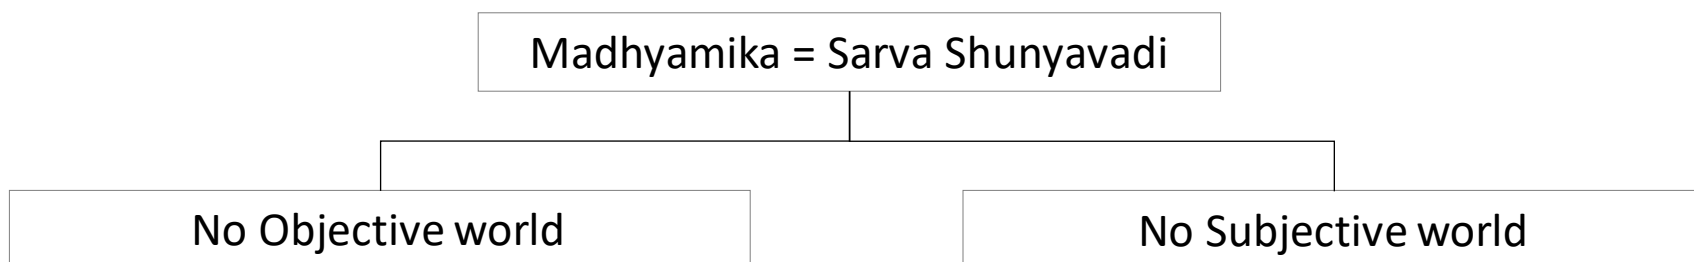 Madhyamika = Sarva Shunyavadi
No Objective world
No Subjective world